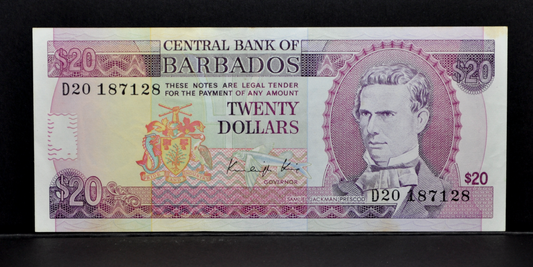 $20
CENTRAL BANK OF
BARBADOS
$20
D20 187128
THESE NOTES ARE LEGAL TENDER
FOR THE PAYMENT OF ANY AMOUNT
TWENTY
DOLLARS
GOVERNOR
$20
$20
D20 187128
SAMUEL JACKMAN PRESCOD